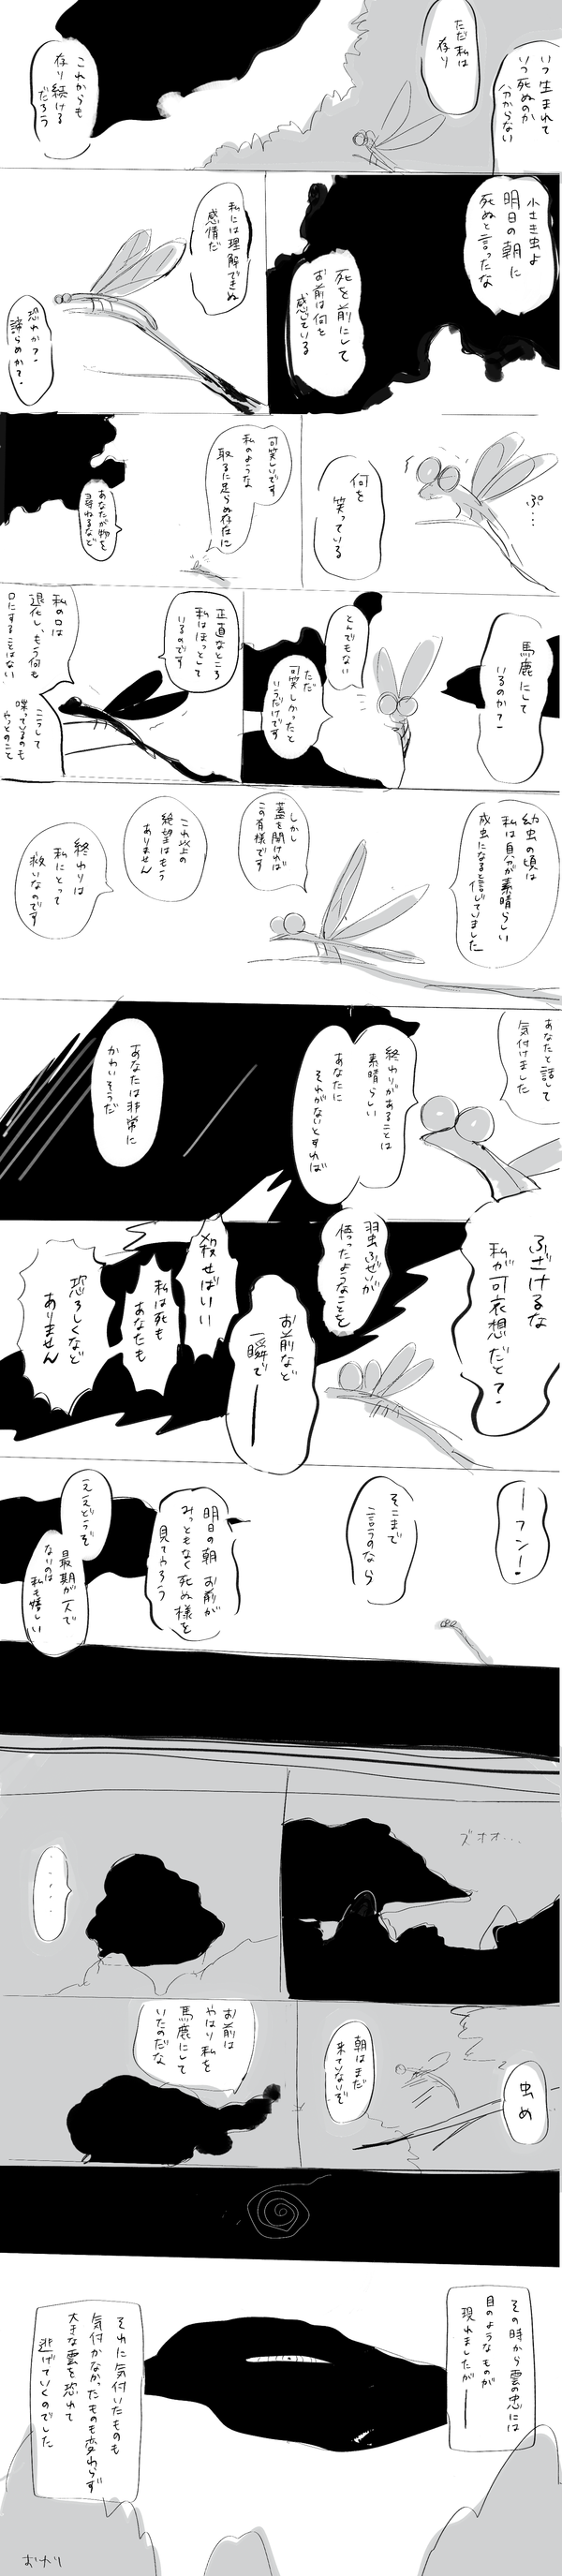 いつ生まれて
いつ死ぬのか
分からない
ただ私は
存り
これからも
存り続ける
だろう
小さき虫よ
明日の朝に
死ぬと言ったな
死を前にして
お前は何を
感じている
私には理解できぬ
感情だ
恐れか?
諦らめか?
ぷ…
何を
笑っている
可笑しいです
私のような
取るに足らぬ存在に
あなたが物を
尋ねるなど
馬鹿にして
いるのか?
とんでもない
ただ
可笑しかったと
いうだけです
正直なところ
私はほっとして
いるのです
私の口は
退化し、もう何も
口にすることはない
こうして
喋っているのも
やっとのこと
幼虫の頃は
私は自分が素晴らしい
成虫になると信じていました
しかし
蓋を開ければ
この有様です
これ以上の
絶望はもう
ありません
終わりは
私にとって
救いなのです
あなたと話して
気付けました
終わりがあることは
素晴らしい
あなたに
それがないとすれば
あなたは非常に
かわいそうだ
ふざけるな
私が可哀想だと?
羽虫ふぜいが
悟ったようなことを
お前など
一瞬で―
殺せばいい
私は死も
あなたも
恐ろしくなど
ありません
―フン!
そこまで
言うのなら
明日の朝 お前が
みっともなく死ぬ様を
見てやろう
ええどうぞ
最期が一人で
ないのは
私も嬉しい
ズオオ…
・・・・
虫め
朝はまだ
来ていないぞ
お前は
やはり私を
馬鹿にして
いたのだな
その時から雲の忠には
目のようなものが
現れましたが―
それに気付いたものも
気付かなかったものも変わらず
大きな雲を恐れて
逃げていくのでした
おわり